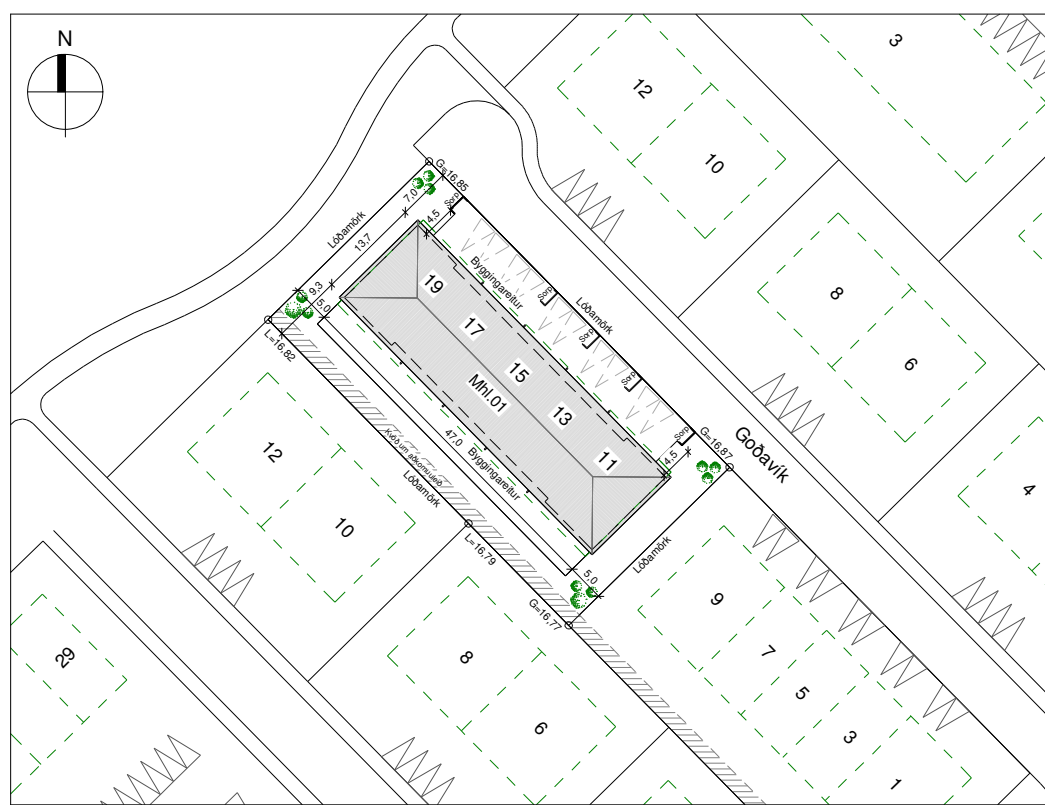 N
3
12
10
G=16,85
7,0
Sorp
4,5
Lóðamörk
13,7
Byggingareitur
9,3
5,0
19
Sorp
Lóðamörk
8
L=16,82
17
Sorp
6
15
Mhl.01
Sorp
13
12
47,0
Kvöð um aðkomuleið
Byggingareitur
11
Sorp
4,5
G=16,87
Goðavík
10
Lóðamörk
4
L=16,79
Lóðamörk
5,0
9
G=16,77
7
29
8
5
6
3
1